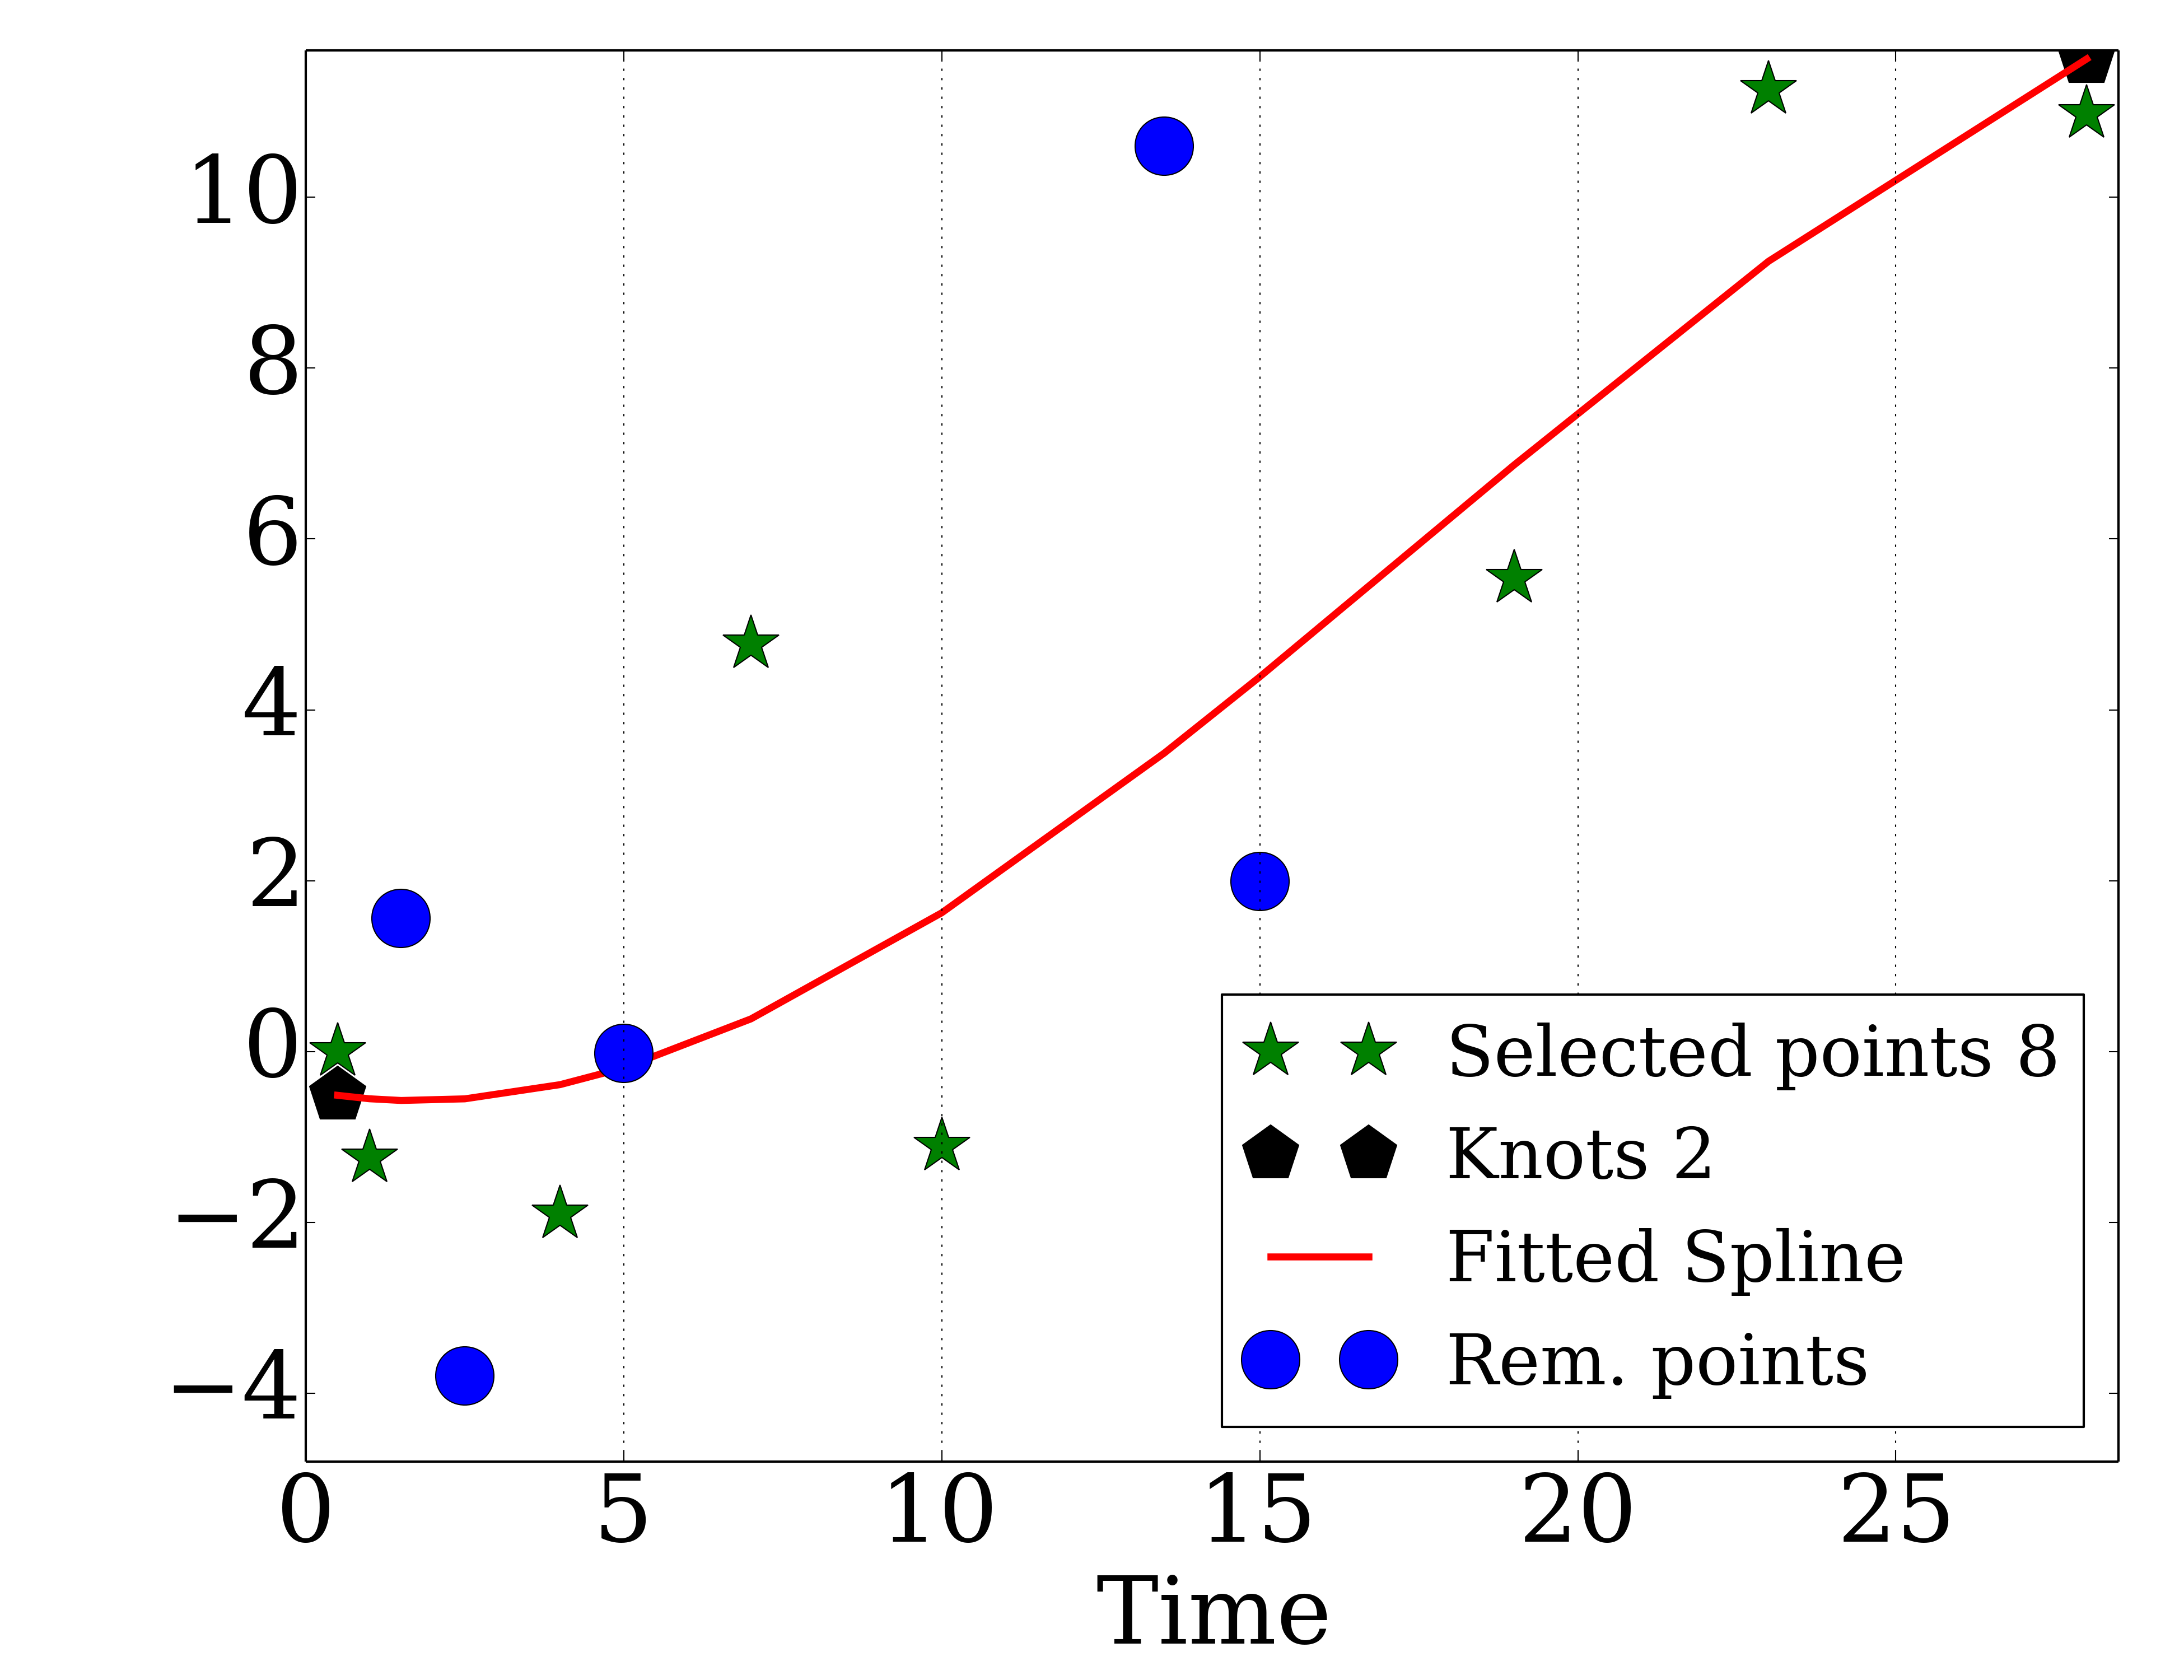 10
8
6
4
2
0
−2
−4
0 5 10 15 20 25
Time
Selected points 8
Knots 2
Fitted Spline
Rem. points